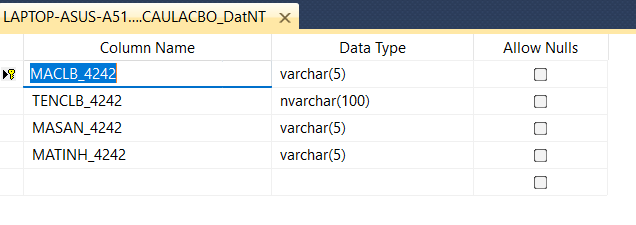 LAPTOP-ASUS-A51....CAULACBO_DatNT
Column Name Data Type Allow Nulls
MACLB_4242 varchar(5)
TENCLB_4242 nvarchar(100)
MASAN_4242 varchar(5)
MATINH_4242 varchar(5)